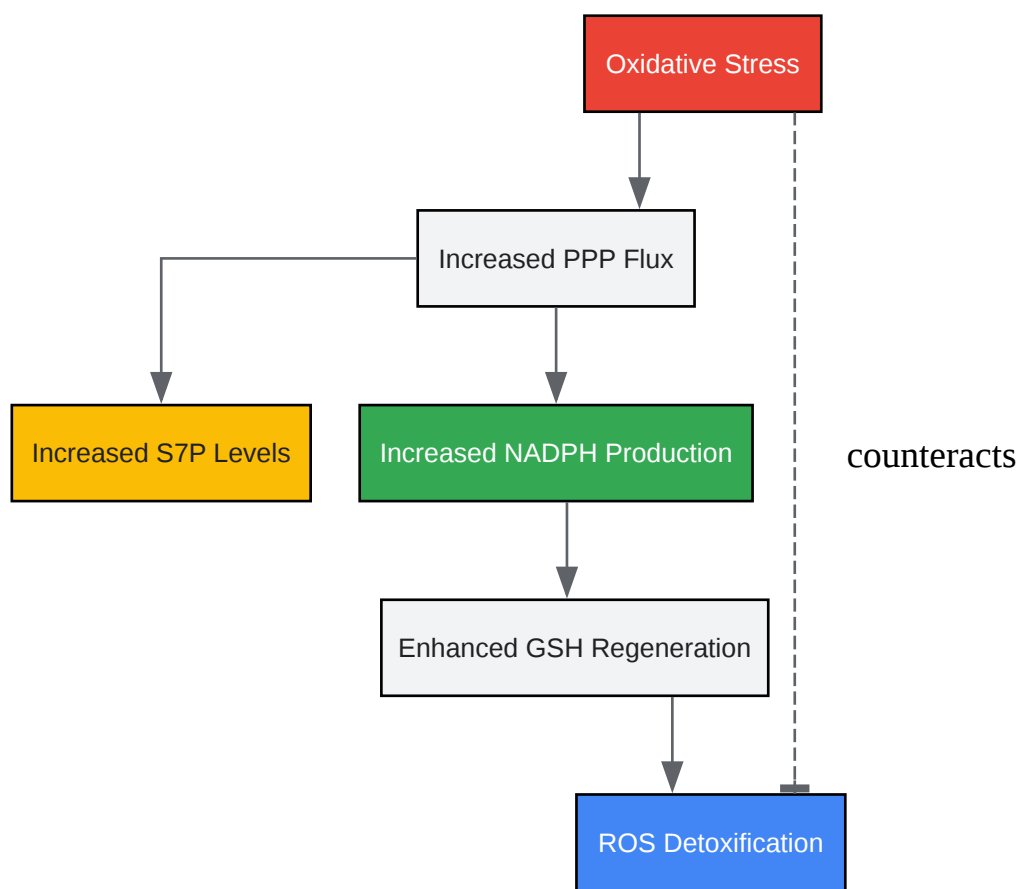 Oxidative Stress
Increased PPP Flux
Increased S7P Levels
Increased NADPH Production
counteracts
Enhanced GSH Regeneration
ROS Detoxification